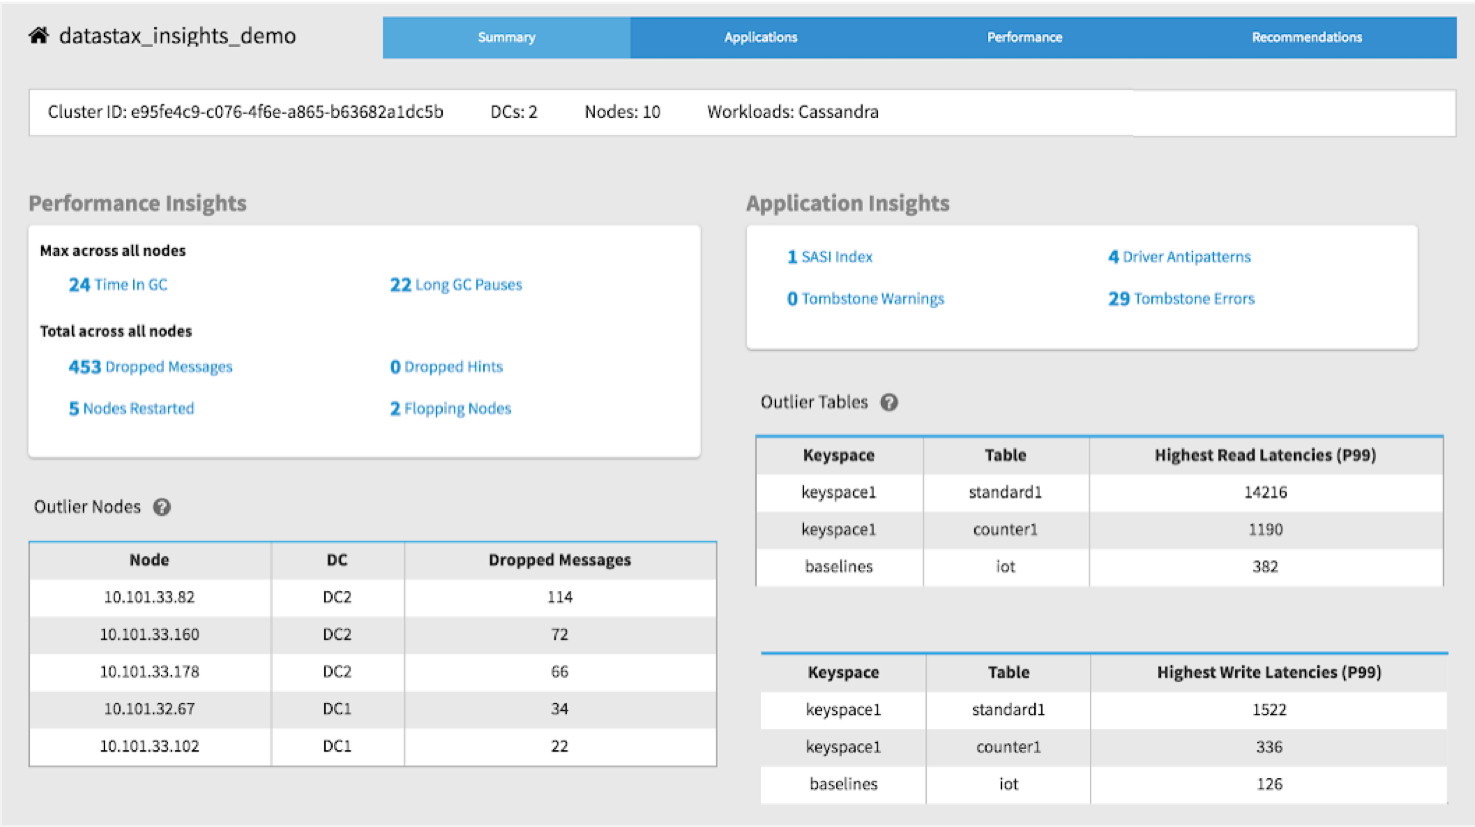 datastax_insights_demo
Summary
Applications
Performance
Recommendations
Cluster ID: e95fe4c9-c076-4f6e-a865-b63682a1dc5b DCs: 2 Nodes: 10 Workloads: Cassandra
Performance Insights
Max across all nodes
24 Time In GC
22 Long GC Pauses
Total across all nodes
453 Dropped Messages
0 Dropped Hints
5 Nodes Restarted
2 Flopping Nodes
Outlier Nodes ?
Node DC Dropped Messages
10.101.33.82 DC2 114
10.101.33.160 DC2 72
10.101.33.178 DC2 66
10.101.32.67 DC1 34
10.101.33.102 DC1 22
Application Insights
1 SASI Index
4 Driver Antipatterns
0 Tombstone Warnings
29 Tombstone Errors
Outlier Tables ?
Keyspace Table Highest Read Latencies (P99)
keyspace1 standard1 14216
keyspace1 counter1 1190
baselines iot 382
Keyspace Table Highest Write Latencies (P99)
keyspace1 standard1 1522
keyspace1 counter1 336
baselines iot 126